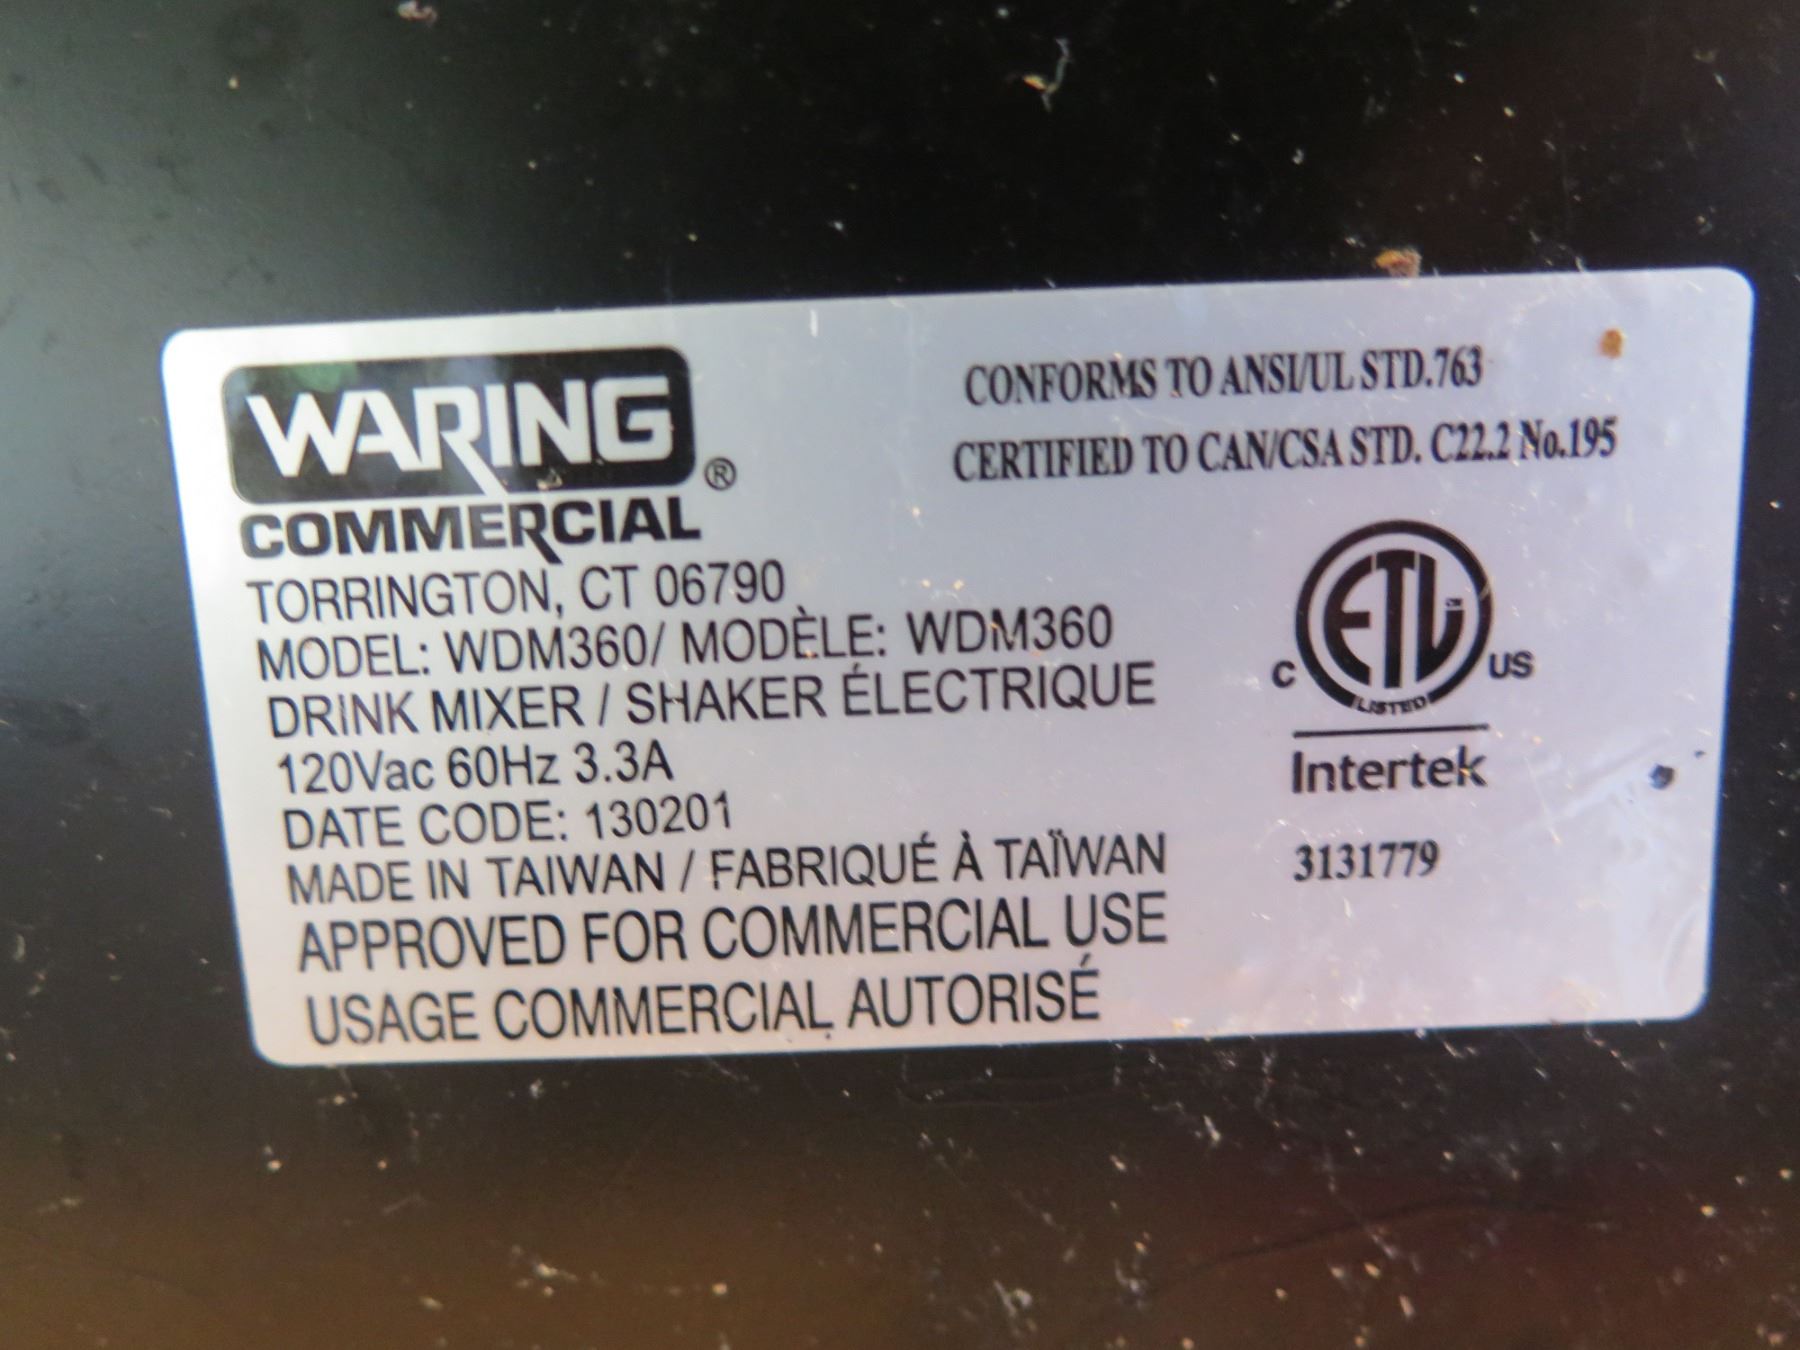 WARING®
COMMERCIAL
TORRINGTON, CT 06790
MODEL: WDM360/ MODÈLE: WDM360
DRINK MIXER / SHAKER ÉLECTRIQUE
120Vac 60Hz 3.3A
DATE CODE: 130201
MADE IN TAIWAN / FABRIQUÉ À TAÏWAN
APPROVED FOR COMMERCIAL USE
USAGE COMMERCIAL AUTORISÉ
CONFORMS TO ANSI/UL STD.763
CERTIFIED TO CAN/CSA STD. C22.2 No.195
C ETL US
LISTED
Intertek
3131779